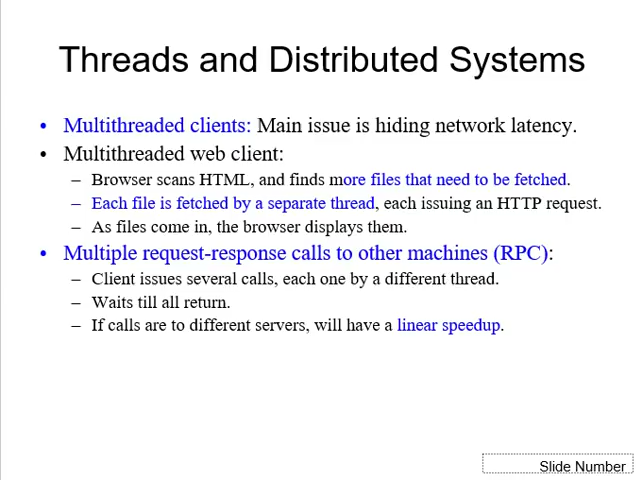 Threads and Distributed Systems
• Multithreaded clients: Main issue is hiding network latency.
• Multithreaded web client:
– Browser scans HTML, and finds more files that need to be fetched.
– Each file is fetched by a separate thread, each issuing an HTTP request.
– As files come in, the browser displays them.
• Multiple request-response calls to other machines (RPC):
– Client issues several calls, each one by a different thread.
– Waits till all return.
– If calls are to different servers, will have a linear speedup.
Slide Number